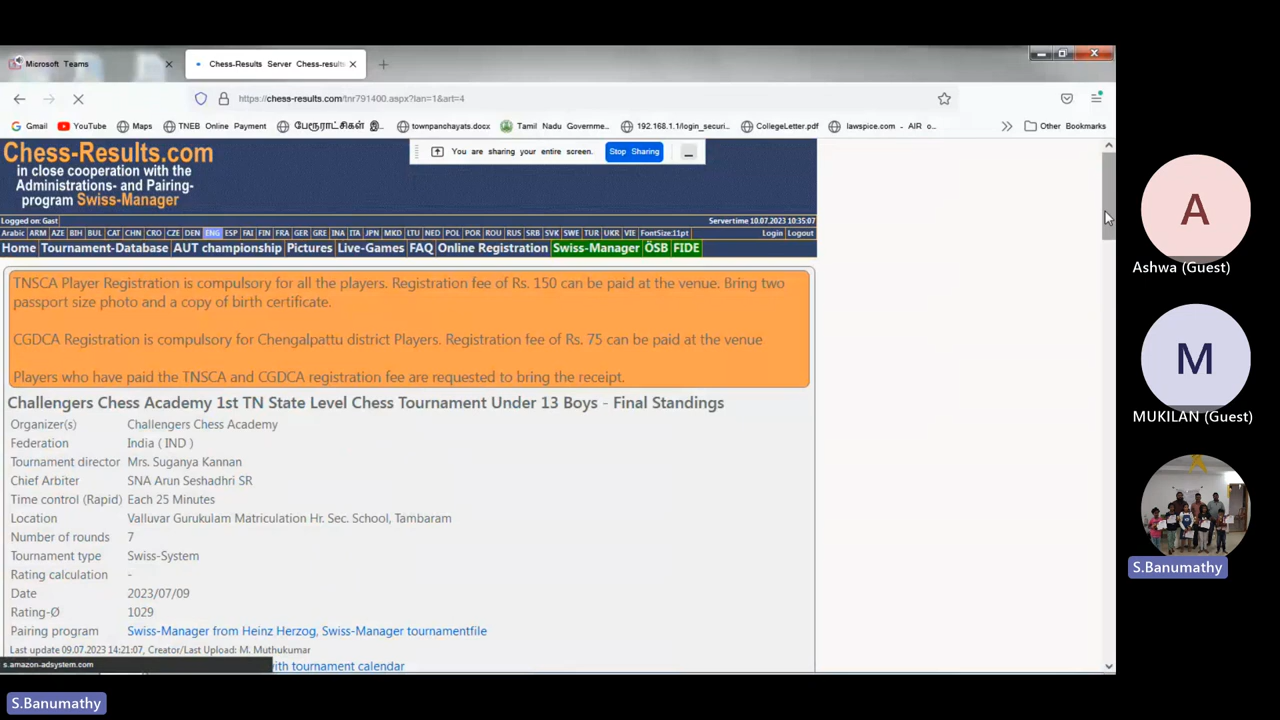 Microsoft Teams
Chess-Results Server Chess-results
https://chess-results.com/tnr791400.aspx?lan=1&art=4
Gmail YouTube Maps TNEB Online Payment பேரூராட்சிகள் இ... townpanchayats.docx Tamil Nadu Governme... 192.168.1.1/login_securi... CollegeLetter.pdf lawspice.com - AIR o... Other Bookmarks
You are sharing your entire screen. Stop Sharing
Chess-Results.com
in close cooperation with the
Administrations- and Pairing-
program Swiss-Manager
Logged on: Gast Servertime 10.07.2023 10:35:07
Arabic ARM AZE BIH BUL CAT CHN CRO CZE DEN ENG ESP FAI FIN FRA GER GRE INA ITA JPN MKD LTU NED POL POR ROU RUS SRB SVK SWE TUR UKR VIE FontSize:11pt Login Logout
Home Tournament-Database AUT championship Pictures Live-Games FAQ Online Registration Swiss-Manager ÖSB FIDE
TNSCA Player Registration is compulsory for all the players. Registration fee of Rs. 150 can be paid at the venue. Bring two
passport size photo and a copy of birth certificate.
CGDCA Registration is compulsory for Chengalpattu district Players. Registration fee of Rs. 75 can be paid at the venue
Players who have paid the TNSCA and CGDCA registration fee are requested to bring the receipt.
Challengers Chess Academy 1st TN State Level Chess Tournament Under 13 Boys - Final Standings
Organizer(s) Challengers Chess Academy
Federation India ( IND )
Tournament director Mrs. Suganya Kannan
Chief Arbiter SNA Arun Seshadhri SR
Time control (Rapid) Each 25 Minutes
Location Valluvar Gurukulam Matriculation Hr. Sec. School, Tambaram
Number of rounds 7
Tournament type Swiss-System
Rating calculation -
Date 2023/07/09
Rating-Ø 1029
Pairing program Swiss-Manager from Heinz Herzog, Swiss-Manager tournamentfile
Last update 09.07.2023 14:21:07, Creator/Last Upload: M. Muthukumar
s.amazon-adsystem.com with tournament calendar
A
Ashwa (Guest)
M
MUKILAN (Guest)
S.Banumathy
S.Banumathy